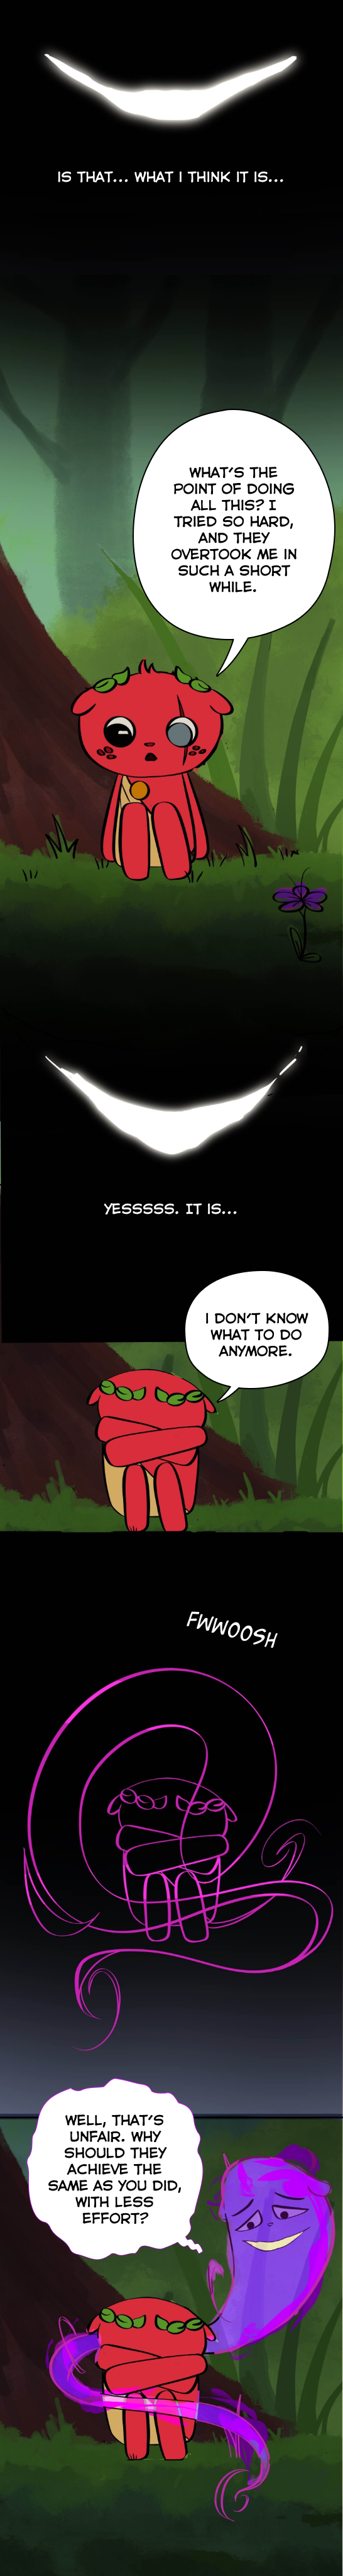 IS THAT... WHAT I THINK IT IS...
WHAT'S THE
POINT OF DOING
ALL THIS? I
TRIED SO HARD,
AND THEY
OVERTOOK ME IN
SUCH A SHORT
WHILE.
YESSSSS. IT IS...
I DON'T KNOW
WHAT TO DO
ANYMORE.
FWWOOSH
WELL, THAT'S
UNFAIR. WHY
SHOULD THEY
ACHIEVE THE
SAME AS YOU DID,
WITH LESS
EFFORT?